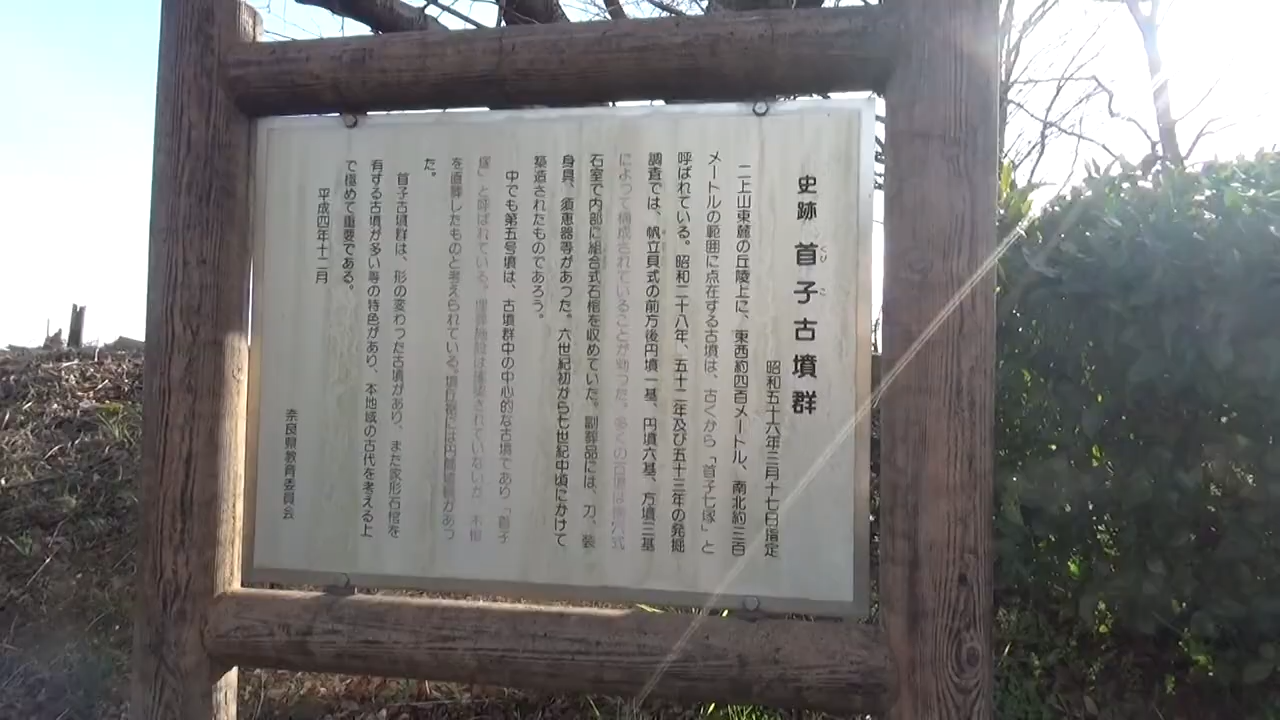 史跡 首子古墳群
くび こ
昭和五十六年三月十七日指定
二上山東麓の丘陵上に、東西約四百メートル、南北約三百
メートルの範囲に点在する古墳は、古くから「首子七塚」と
呼ばれている。昭和二十八年、五十二年及び五十三年の発掘
調査では、帆立貝式の前方後円墳一基、円墳六基、方墳三基
によって構成されていることが判った。多くの古墳は横穴式
石室で内部に組合式石棺を収めていた。副葬品には、刀、装
身具、須恵器等があった。六世紀初から七世紀中頃にかけて
築造されたものであろう。
中でも第五号墳は、古墳群中の中心的な古墳であり「首子
塚」と呼ばれている。埋葬施設は確認されていないが、木棺
を直葬したものと考えられている。墳丘裾部には円筒埴輪があっ
た。
首子古墳群は、形の変わった古墳があり、また家形石棺を
有する古墳が多い等の特色があり、本地域の古代を考える上
で極めて重要である。
平成四年十二月
奈良県教育委員会